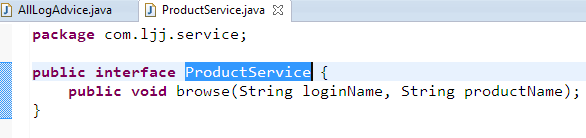 AllLogAdvice.java ProductService.java
package com.ljj.service;
public interface ProductService {
public void browse(String loginName, String productName);
}